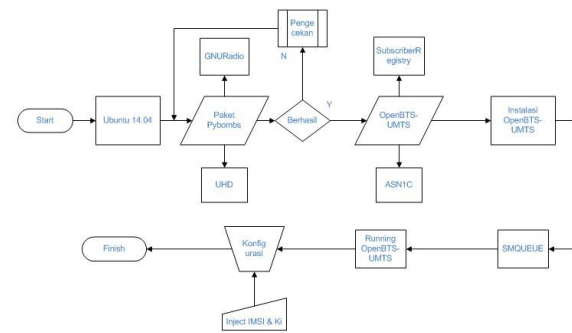 Penge
cekan
N
GNURadio
SubscriberR
egistry
Start
Ubuntu 14.04
Paket
Pybombs
Berhasil
Y
OpenBTS-
UMTS
Instalasi
OpenBTS-
UMTS
UHD
ASN1C
Finish
Konfig
urasi
Running
OpenBTS-
UMTS
SMQUEUE
Inject IMSI & Ki